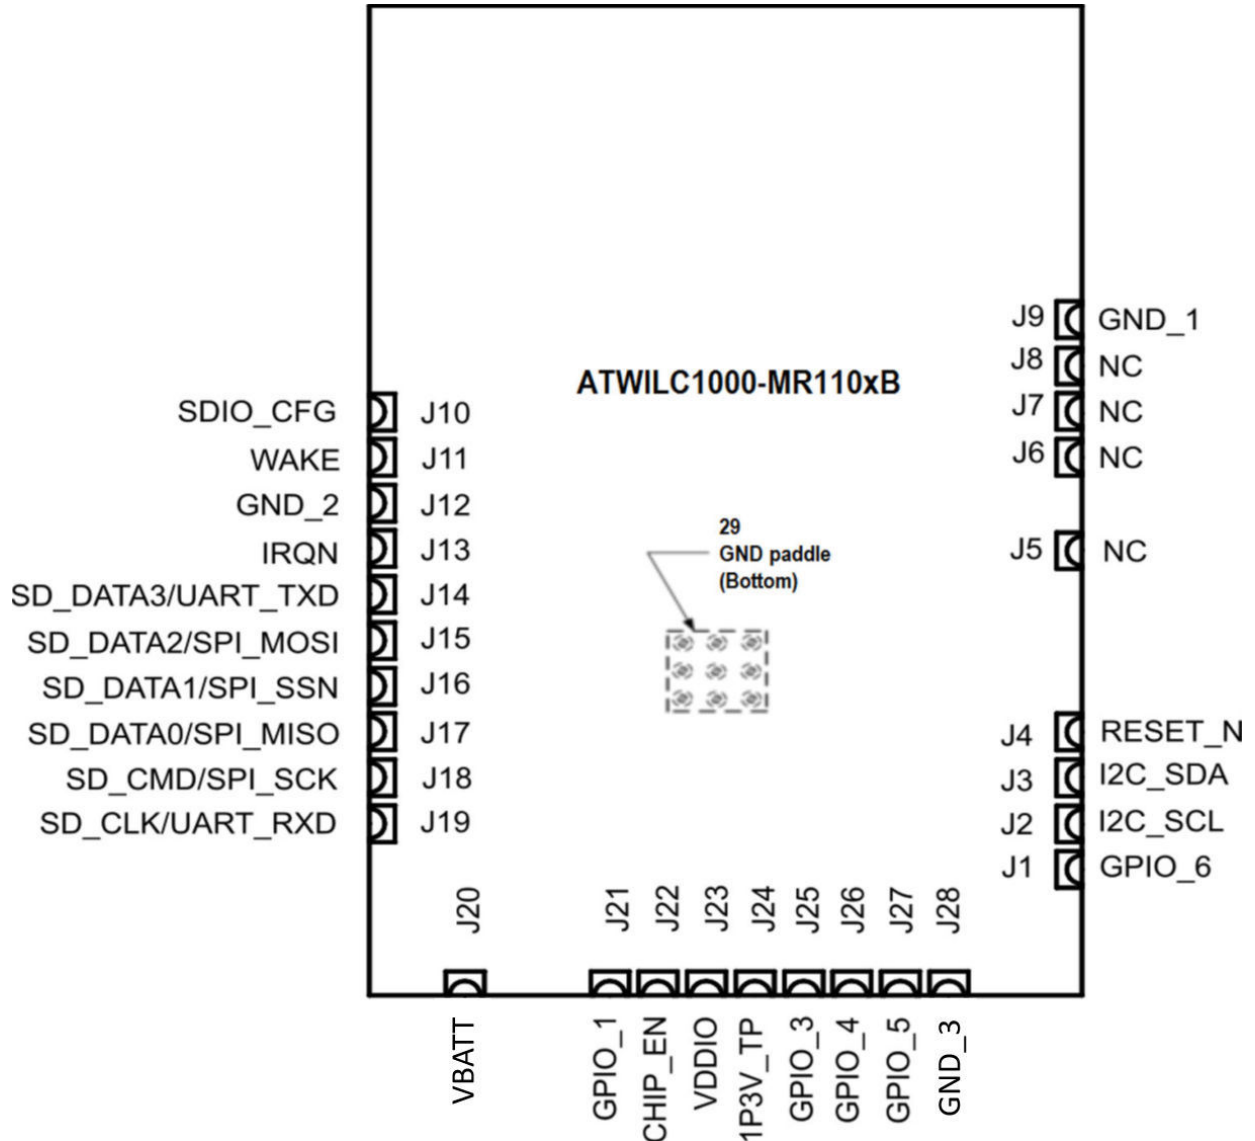 J9 GND_1
J8 NC
ATWILC1000-MR110xB
J7 NC
SDIO_CFG J10
J6 NC
WAKE J11
GND_2 J12
29
GND paddle
(Bottom)
J5 NC
IRQN J13
SD_DATA3/UART_TXD J14
SD_DATA2/SPI_MOSI J15
SD_DATA1/SPI_SSN J16
SD_DATA0/SPI_MISO J17
J4 RESET_N
SD_CMD/SPI_SCK J18
J3 I2C_SDA
SD_CLK/UART_RXD J19
J2 I2C_SCL
J1 GPIO_6
J20
J21
J22
J23
J24
J25
J26
J27
J28
VBATT
GPIO_1
CHIP_EN
VDDIO
1P3V_TP
GPIO_3
GPIO_4
GPIO_5
GND_3